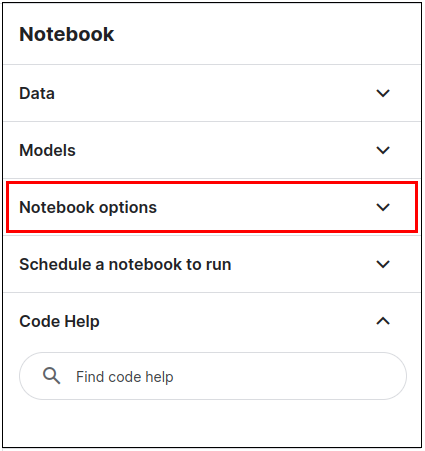 Notebook
Data
Models
Notebook options
Schedule a notebook to run
Code Help
Find code help